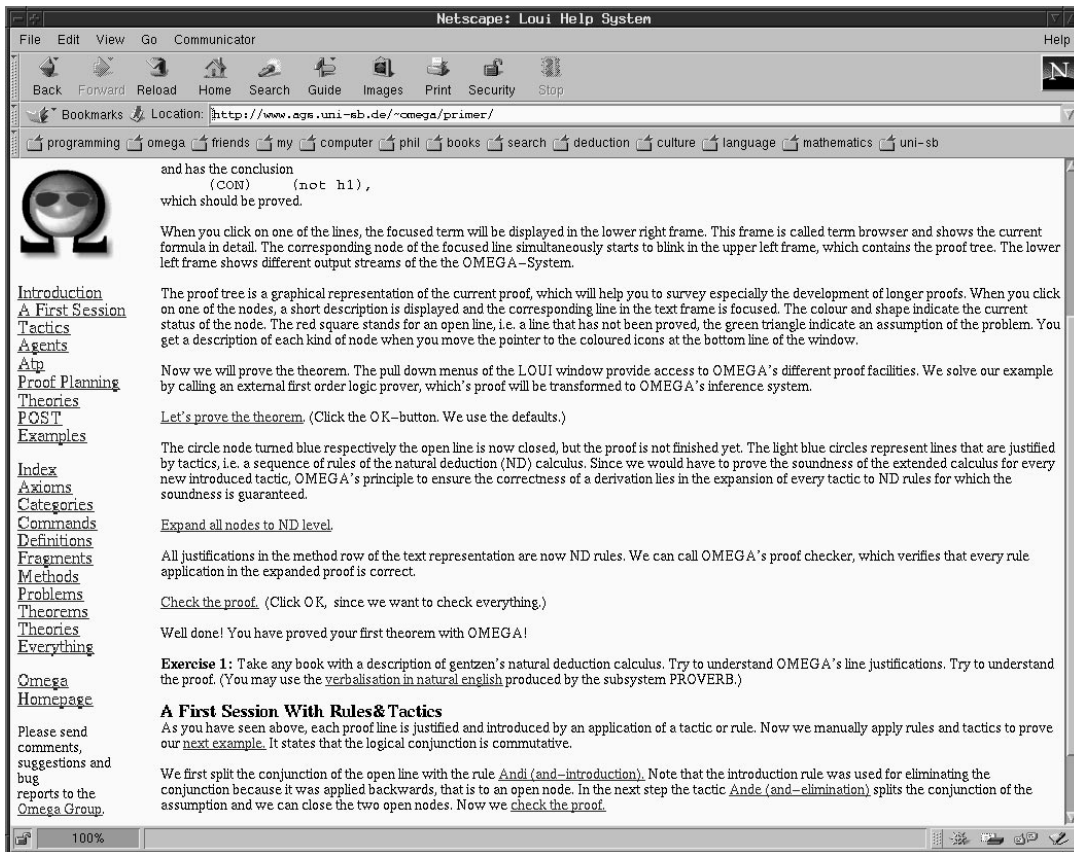 Netscape: Loui Help System
File Edit View Go Communicator Help
Back Forward Reload Home Search Guide Images Print Security Stop
N
Bookmarks Location: http://www.ags.uni-sb.de/~omega/primer/
programming omega friends my computer phil books search deduction culture language mathematics uni-sb
Introduction
A First Session
Tactics
Agents
Atp
Proof Planning
Theories
POST
Examples
Index
Axioms
Categories
Commands
Definitions
Fragments
Methods
Problems
Theorems
Theories
Everything
Omega
Homepage
Please send
comments,
suggestions and
bug
reports to the
Omega Group.
and has the conclusion
(CON) (not h1),
which should be proved.
When you click on one of the lines, the focused term will be displayed in the lower right frame. This frame is called term browser and shows the current
formula in detail. The corresponding node of the focused line simultaneously starts to blink in the upper left frame, which contains the proof tree. The lower
left frame shows different output streams of the the OMEGA-System.
The proof tree is a graphical representation of the current proof, which will help you to survey especially the development of longer proofs. When you click
on one of the nodes, a short description is displayed and the corresponding line in the text frame is focused. The colour and shape indicate the current
status of the node. The red square stands for an open line, i.e. a line that has not been proved, the green triangle indicate an assumption of the problem. You
get a description of each kind of node when you move the pointer to the coloured icons at the bottom line of the window.
Now we will prove the theorem. The pull down menus of the LOUI window provide access to OMEGA's different proof facilities. We solve our example
by calling an external first order logic prover, which's proof will be transformed to OMEGA's inference system.
Let's prove the theorem. (Click the OK-button. We use the defaults.)
The circle node turned blue respectively the open line is now closed, but the proof is not finished yet. The light blue circles represent lines that are justified
by tactics, i.e. a sequence of rules of the natural deduction (ND) calculus. Since we would have to prove the soundness of the extended calculus for every
new introduced tactic, OMEGA's principle to ensure the correctness of a derivation lies in the expansion of every tactic to ND rules for which the
soundness is guaranteed.
Expand all nodes to ND level.
All justifications in the method row of the text representation are now ND rules. We can call OMEGA's proof checker, which verifies that every rule
application in the expanded proof is correct.
Check the proof. (Click OK, since we want to check everything.)
Well done! You have proved your first theorem with OMEGA!
Exercise 1: Take any book with a description of gentzen's natural deduction calculus. Try to understand OMEGA's line justifications. Try to understand
the proof. (You may use the verbalisation in natural english produced by the subsystem PROVERB.)
A First Session With Rules&Tactics
As you have seen above, each proof line is justified and introduced by an application of a tactic or rule. Now we manually apply rules and tactics to prove
our next example. It states that the logical conjunction is commutative.
We first split the conjunction of the open line with the rule Andi (and-introduction). Note that the introduction rule was used for eliminating the
conjunction because it was applied backwards, that is to an open node. In the next step the tactic Ande (and-elimination) splits the conjunction of the
assumption and we can close the two open nodes. Now we check the proof.
100%